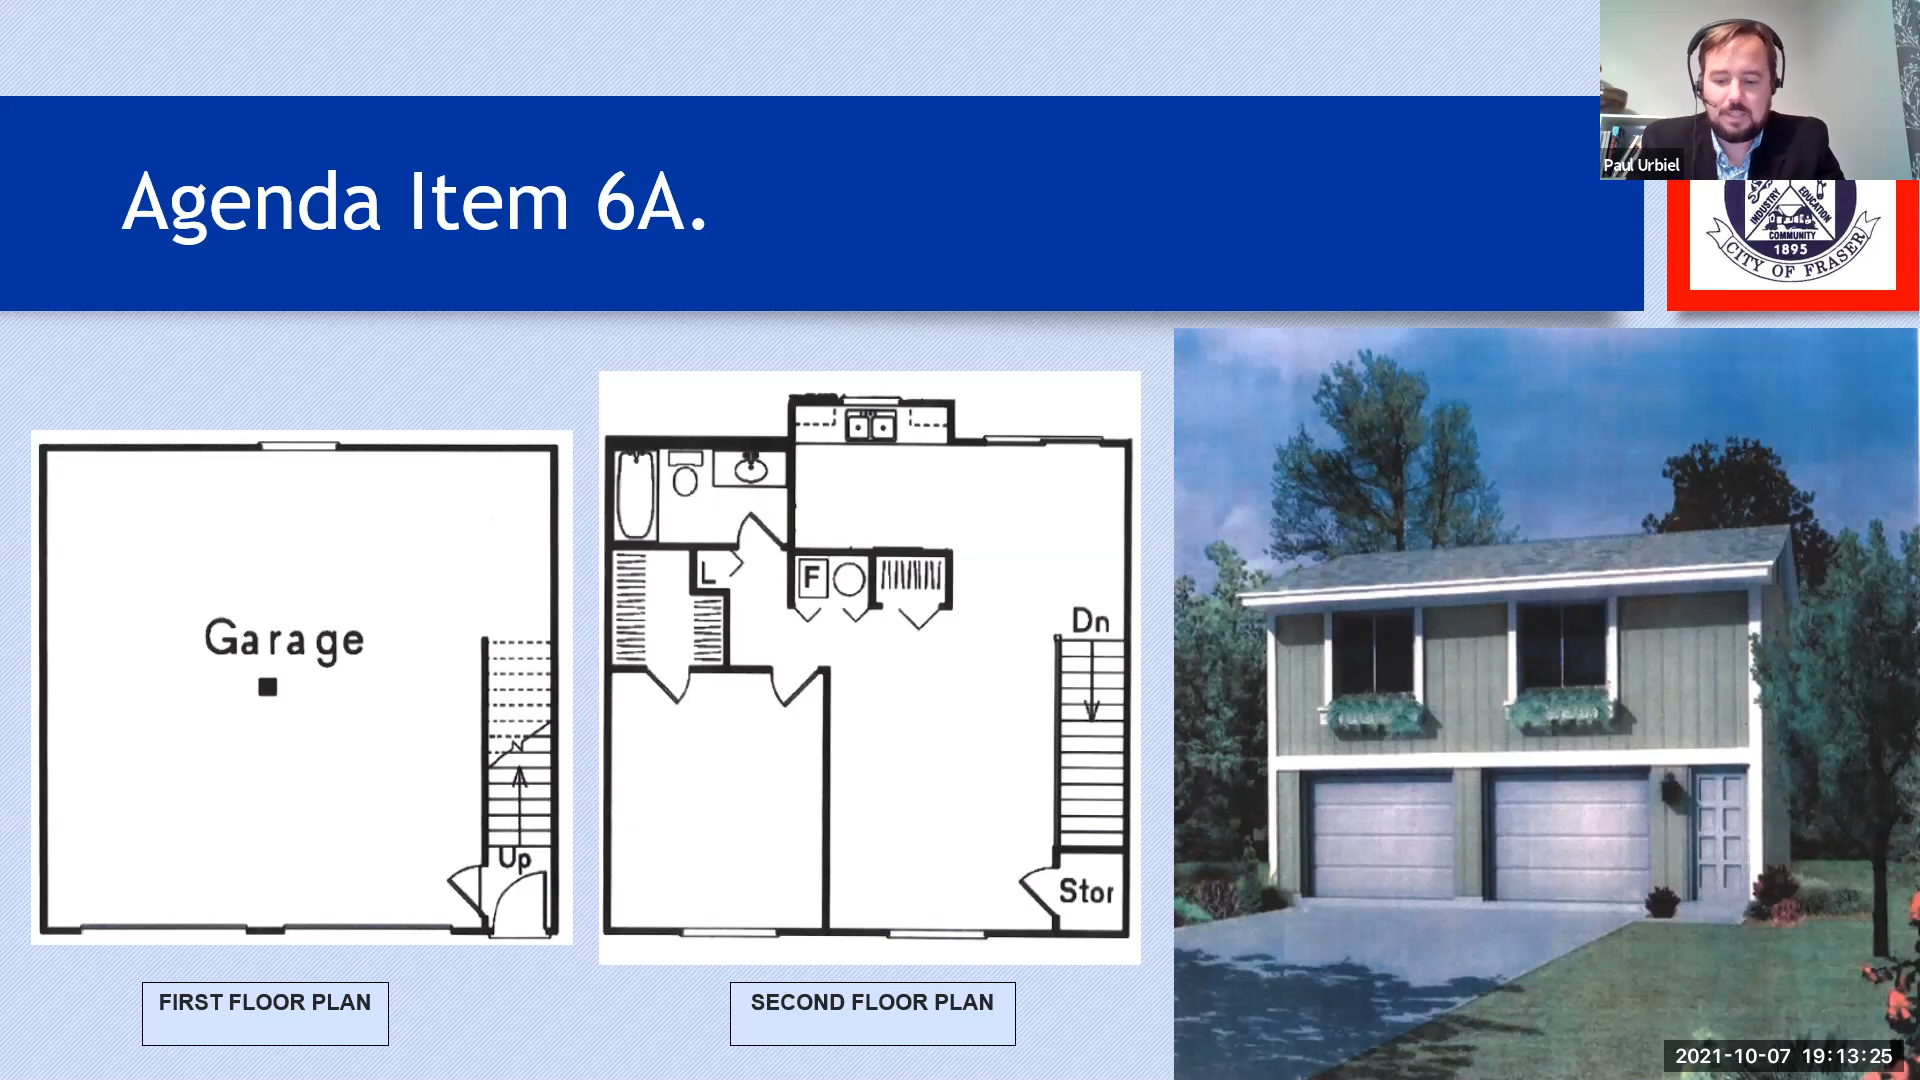 Agenda Item 6A.
Paul Urbiel
INDUSTRY
EDUCATION
COMMUNITY
1895
CITY OF FRASER
Garage
Up
L
F
Dn
Stor
FIRST FLOOR PLAN
SECOND FLOOR PLAN
2021-10-07 19:13:25